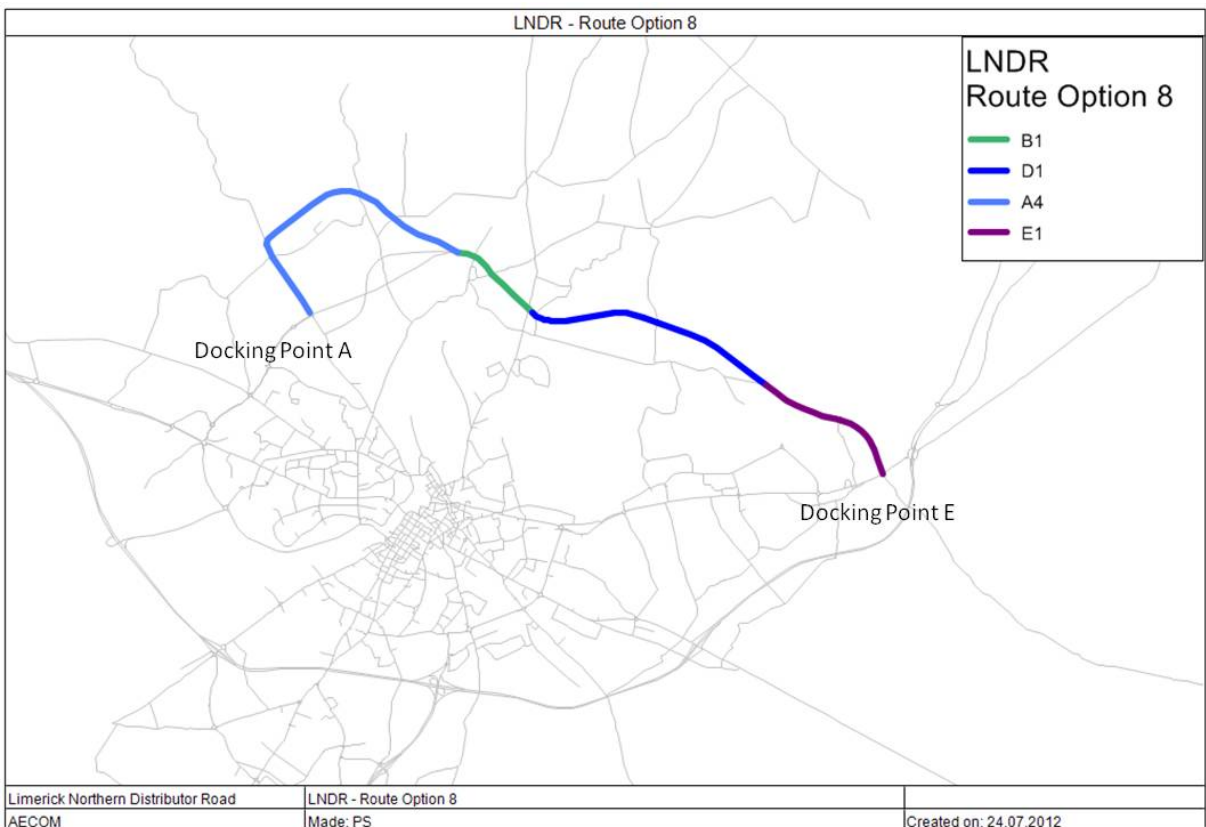 LNDR - Route Option 8
LNDR
Route Option 8
B1
D1
A4
E1
Docking Point A
Docking Point E
Limerick Northern Distributor Road
LNDR - Route Option 8
AECOM
Made: PS
Created on: 24.07.2012